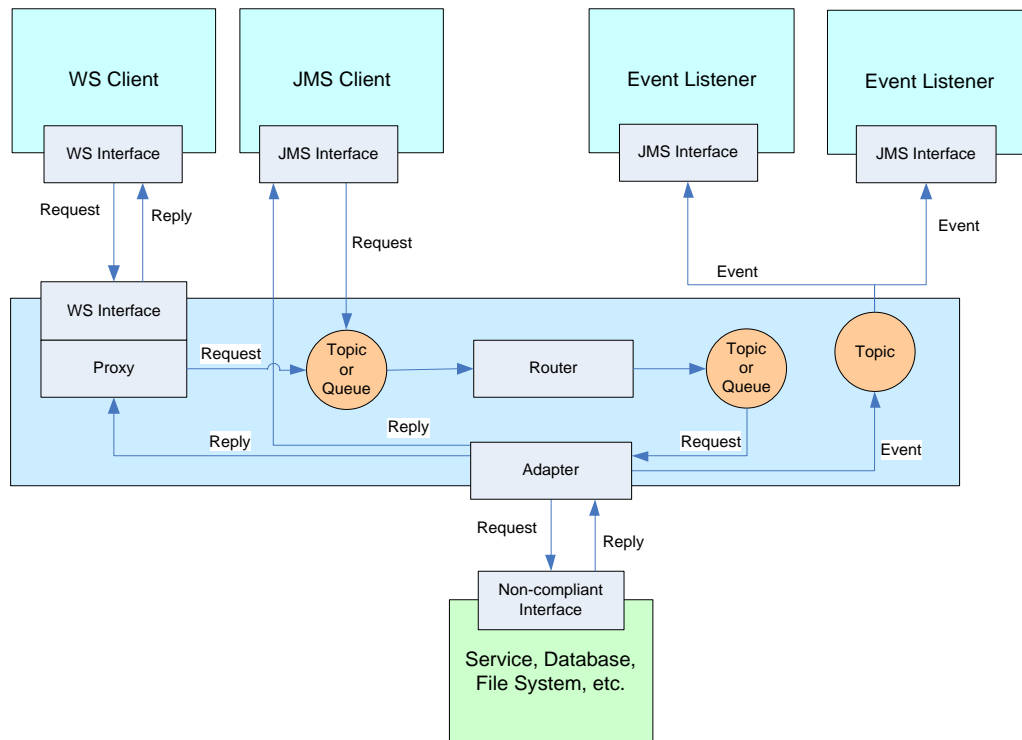 WS Client
JMS Client
Event Listener
Event Listener
WS Interface
JMS Interface
JMS Interface
JMS Interface
Request
Reply
Request
Event
Event
WS Interface
Proxy
Request
Topic
or
Queue
Router
Topic
or
Queue
Topic
Reply
Reply
Request
Event
Adapter
Request
Reply
Non-compliant
Interface
Service, Database,
File System, etc.